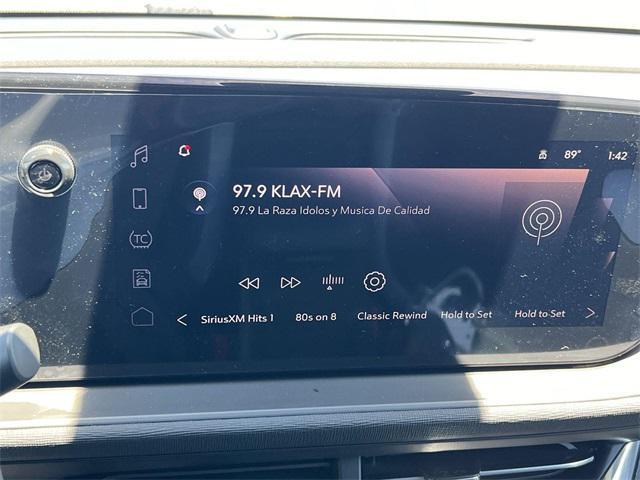 89° 1:42
97.9 KLAX-FM
97.9 La Raza Idolos y Musica De Calidad
TC
SiriusXM Hits 1 80s on 8 Classic Rewind Hold to Set Hold to Set